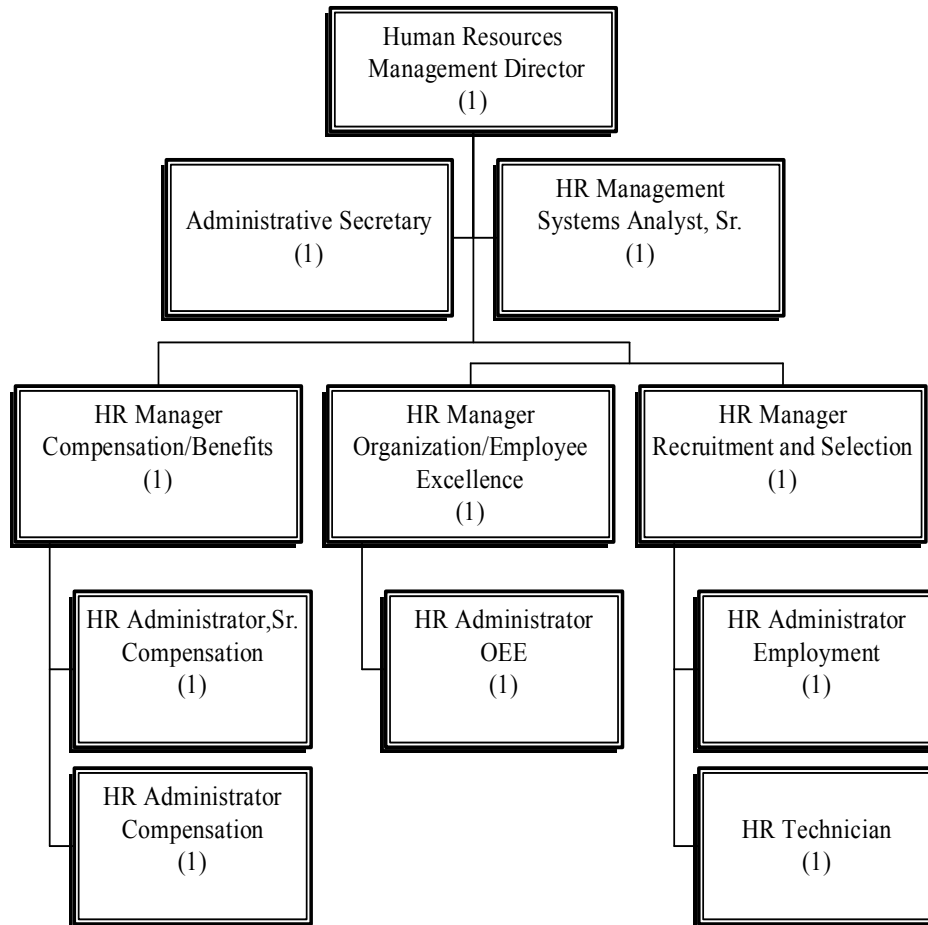 Human Resources
Management Director
(1)
Administrative Secretary
(1)
HR Management
Systems Analyst, Sr.
(1)
HR Manager
Compensation/Benefits
(1)
HR Manager
Organization/Employee
Excellence
(1)
HR Manager
Recruitment and Selection
(1)
HR Administrator,Sr.
Compensation
(1)
HR Administrator
OEE
(1)
HR Administrator
Employment
(1)
HR Administrator
Compensation
(1)
HR Technician
(1)